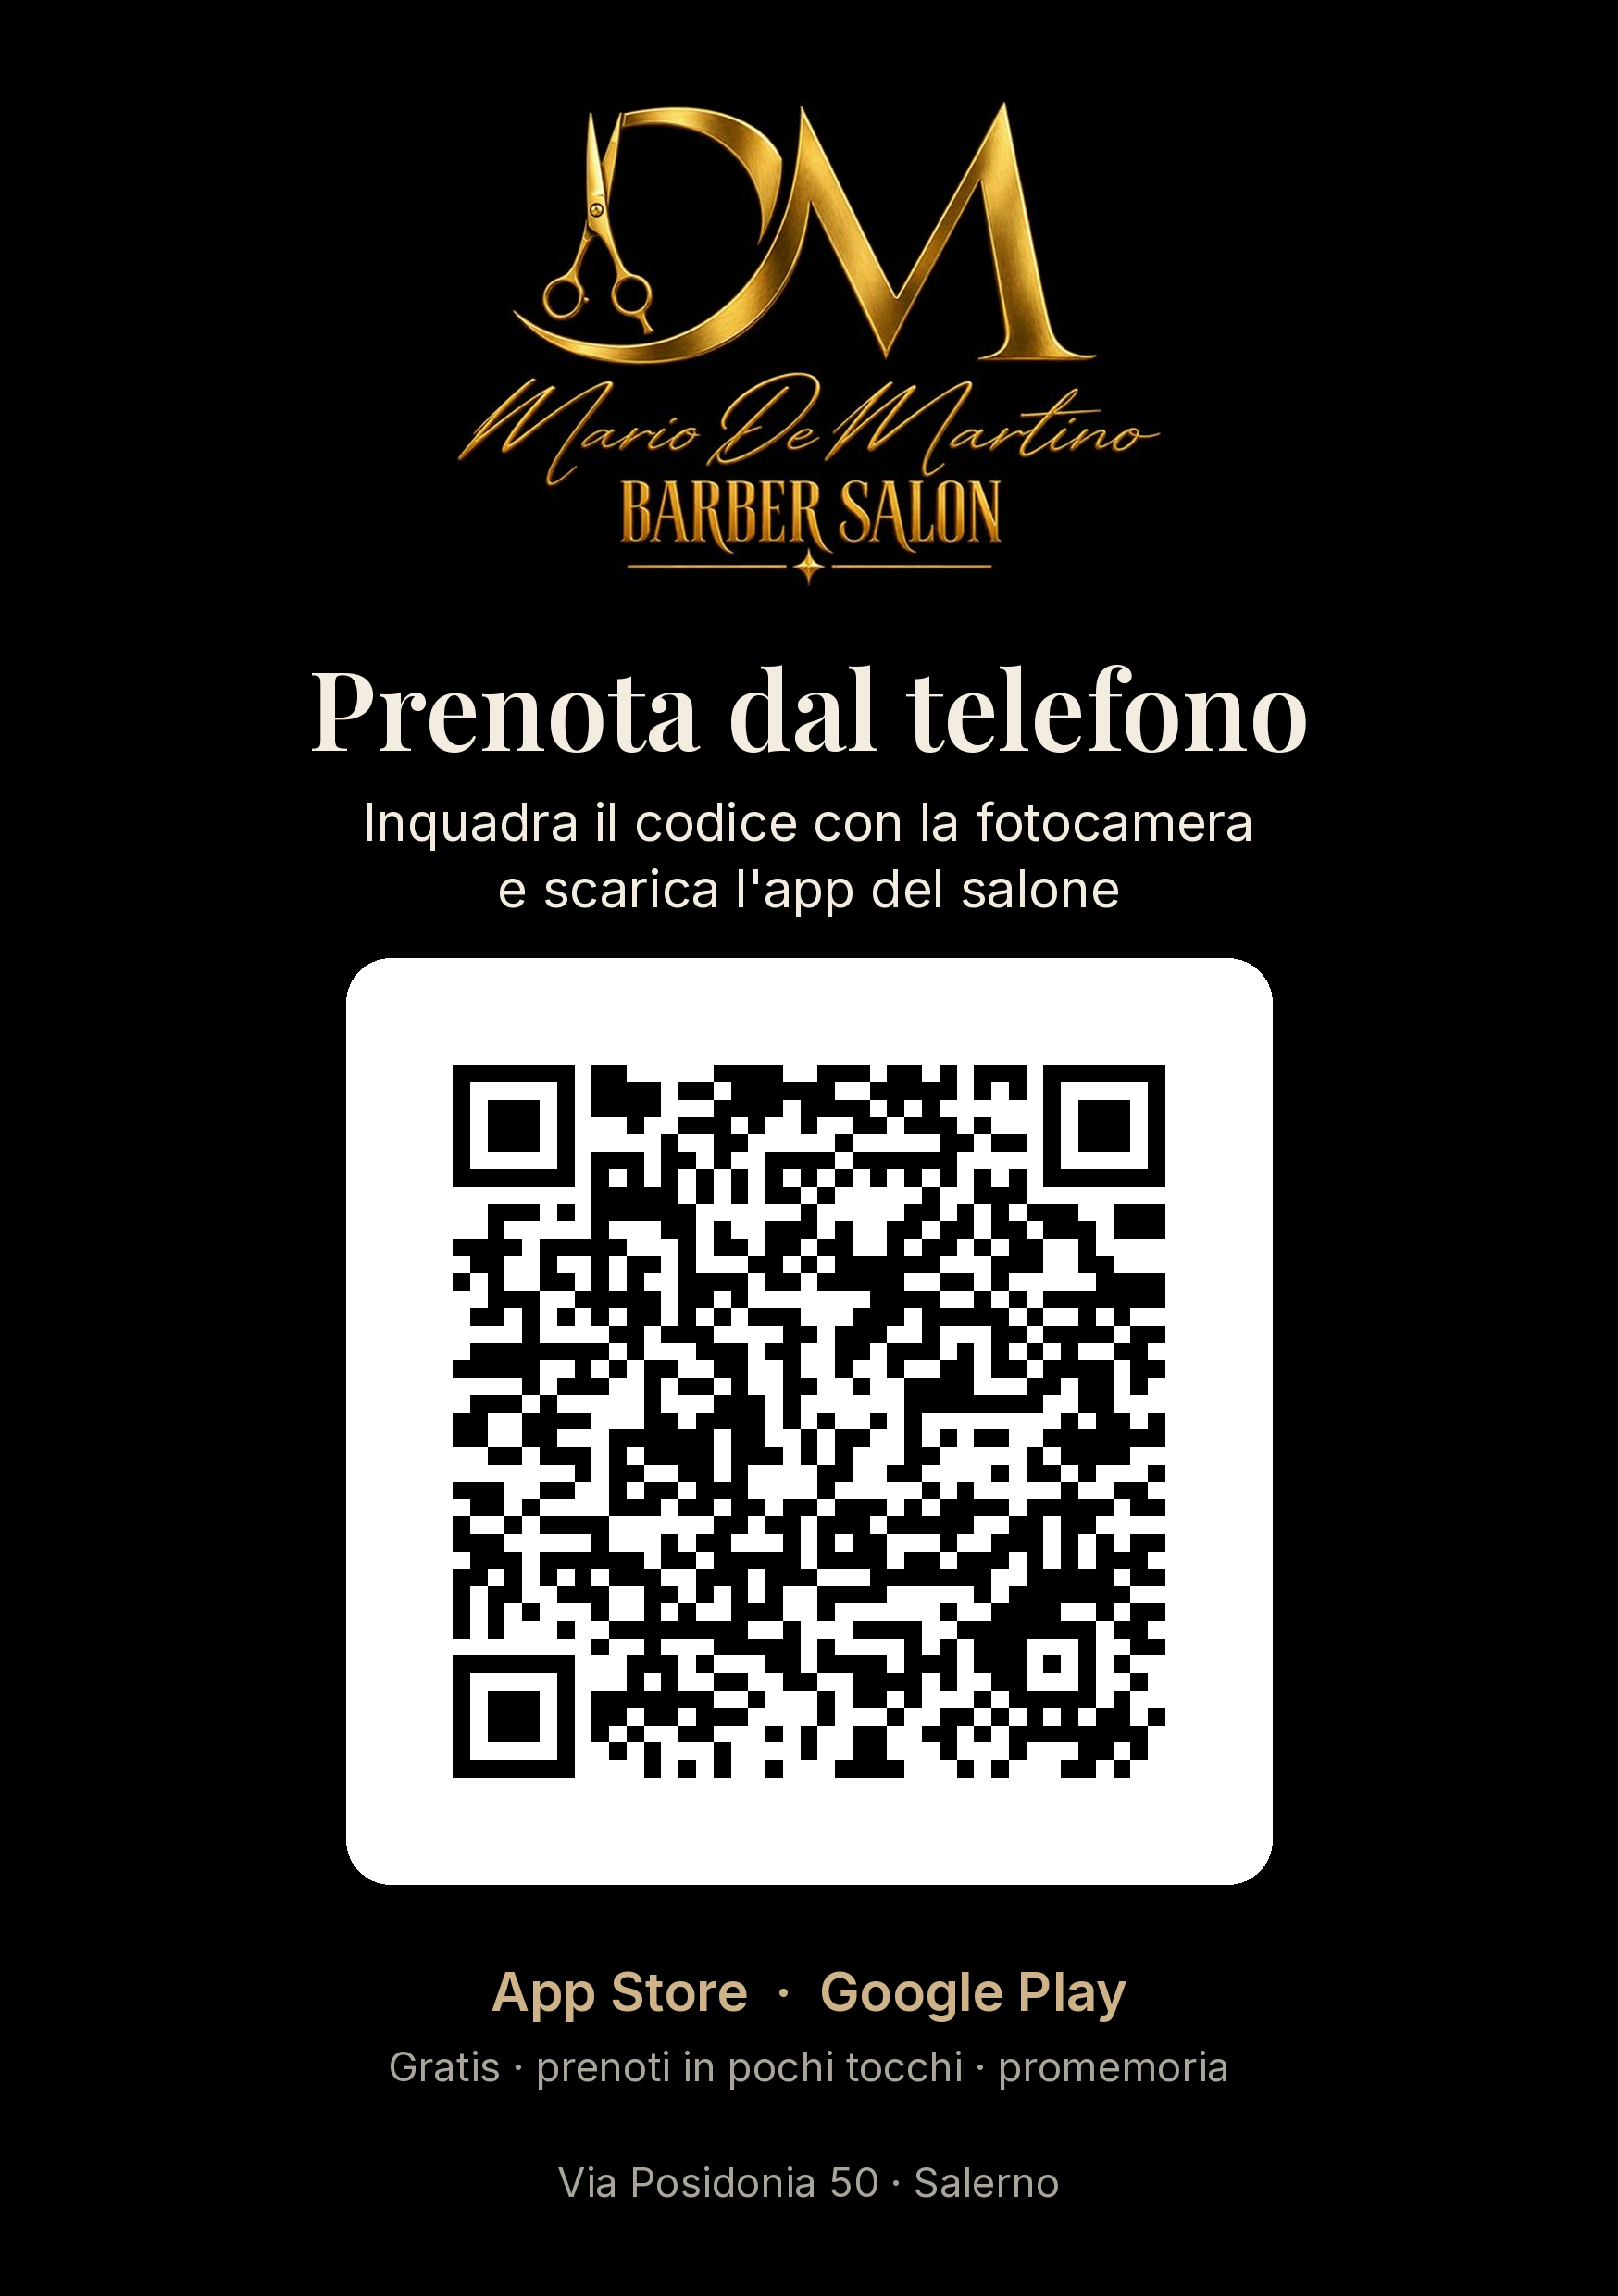 DM
Mario De Martino
BARBER SALON
Prenota dal telefono
Inquadra il codice con la fotocamera
e scarica l'app del salone
App Store · Google Play
Gratis · prenoti in pochi tocchi · promemoria
Via Posidonia 50 · Salerno